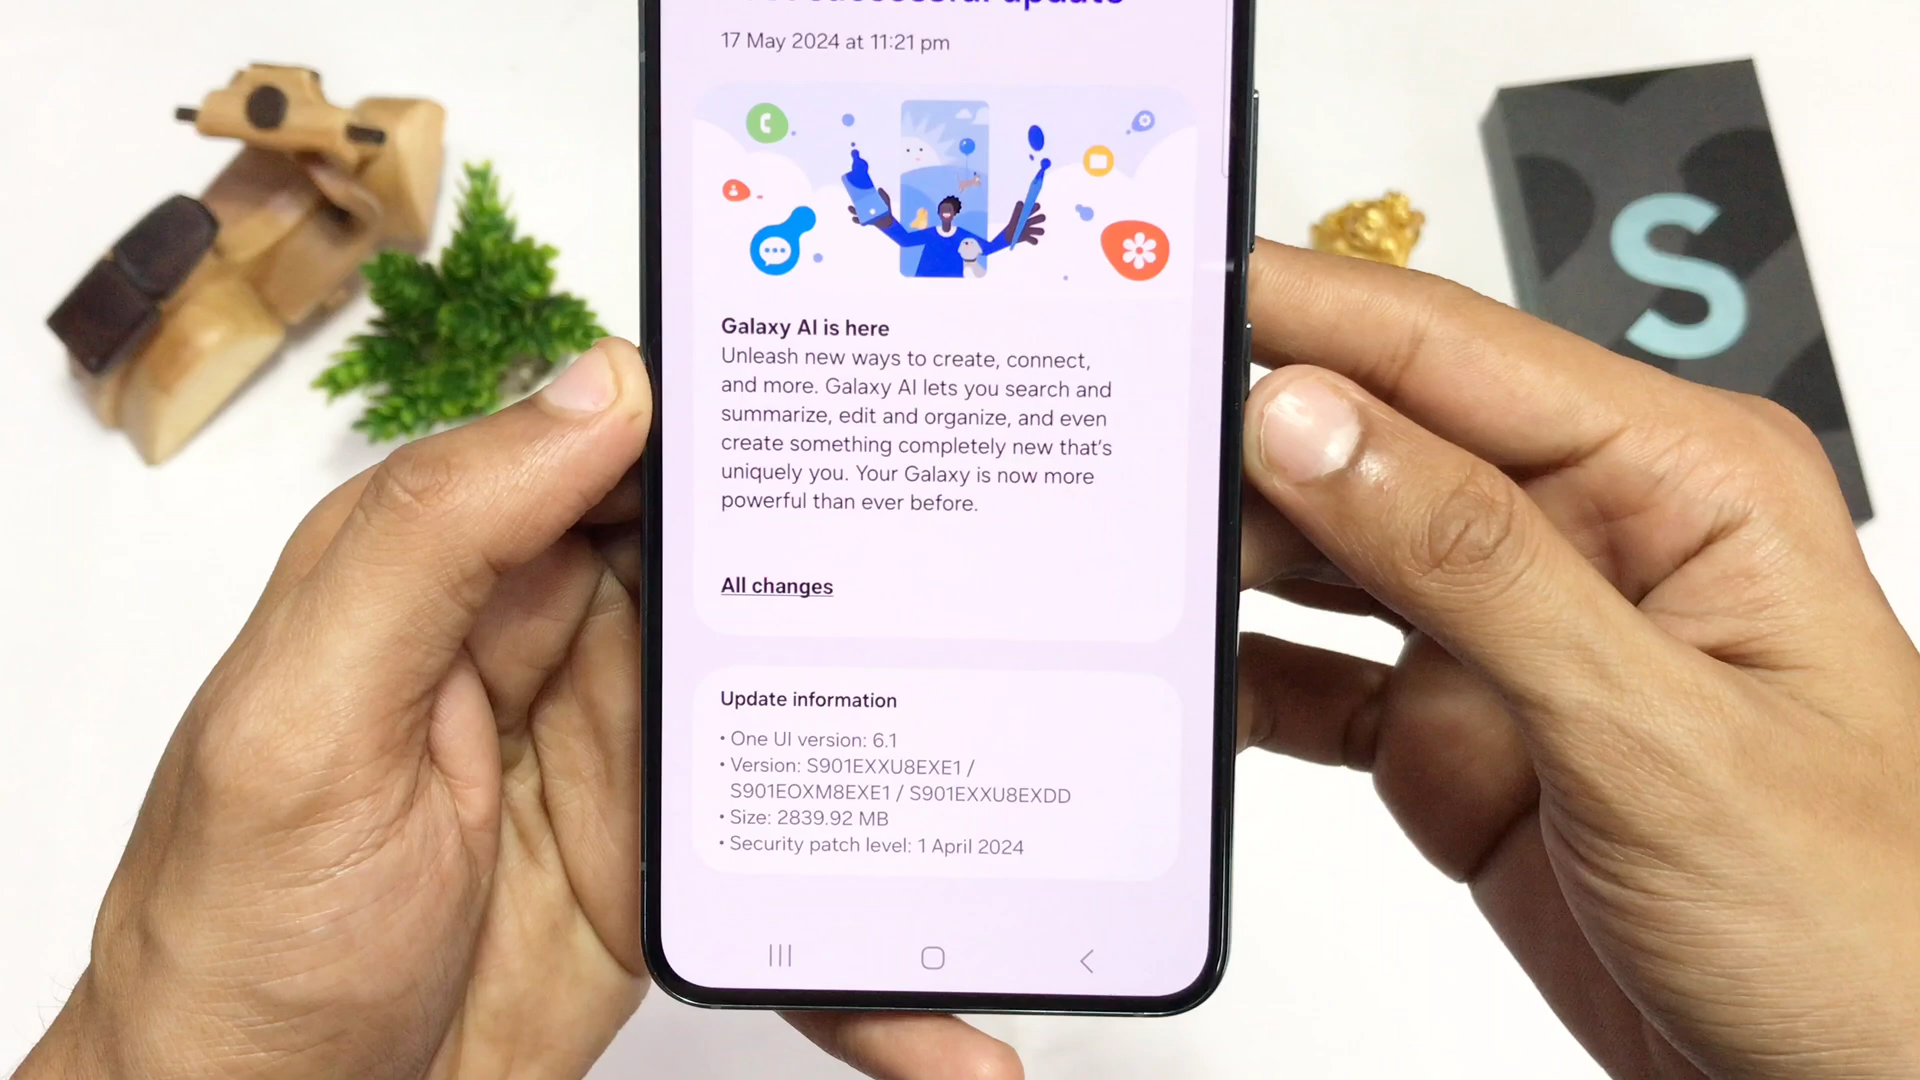 successful update
17 May 2024 at 11:21 pm
Galaxy AI is here
Unleash new ways to create, connect,
and more. Galaxy AI lets you search and
summarize, edit and organize, and even
create something completely new that's
uniquely you. Your Galaxy is now more
powerful than ever before.
All changes
Update information
• One UI version: 6.1
• Version: S901EXXU8EXE1 /
S901EOXM8EXE1 / S901EXXU8EXDD
• Size: 2839.92 MB
• Security patch level: 1 April 2024
S